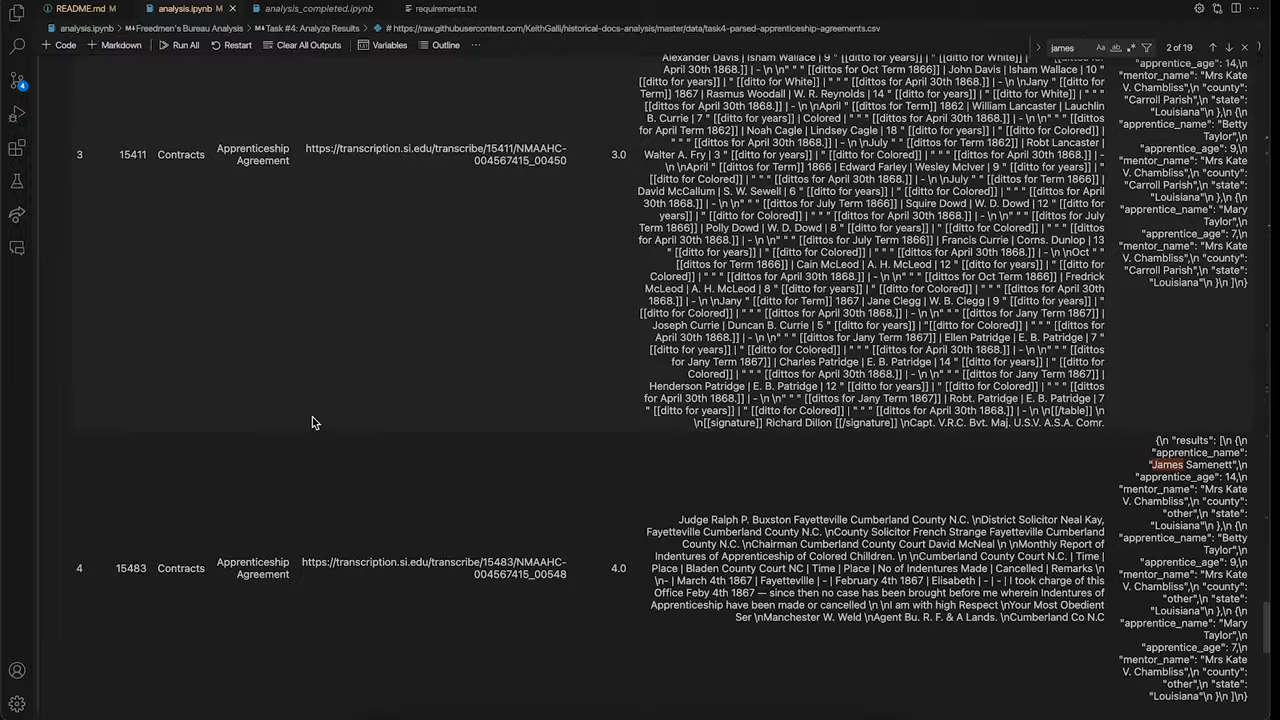 README.md M
analysis.ipynb M
analysis_completed.ipynb
requirements.txt
analysis.ipynb > Freedmen's Bureau Analysis > Task #4: Analyze Results > # https://raw.githubusercontent.com/KeithGalli/historical-docs-analysis/master/data/task4-parsed-apprenticeship-agreements.csv
+ Code + Markdown Run All Restart Clear All Outputs Variables Outline ...
james
Aa ab .* 2 of 19
4
3
15411
Contracts
Apprenticeship
Agreement
https://transcription.si.edu/transcribe/15411/NMAAHC-
004567415_00450
3.0
Alexander Davis | Isham Wallace | 9 " [[ditto for years]] | " [[ditto for White]] | " " " [[dittos for
April 30th 1868.]] | - \n \n" " " [[dittos for Oct Term 1866]] | John Davis | Isham Wallace | 10 "
[[ditto for years]] | " [[ditto for White]] | " " " [[dittos for April 30th 1868.]] | - \n \nJany " [[ditto for
Term]] 1867 | Rasmus Woodall | W. R. Reynolds | 14 " [[ditto for years]] | " [[ditto for White]] | " " "
[[dittos for April 30th 1868.]] | - \n \nApril " [[dittos for Term]] 1862 | William Lancaster | Lauchlin
B. Currie | 7 " [[ditto for years]] | Colored | " " " [[dittos for April 30th 1868.]] | - \n \n" " " [[dittos
for April Term 1862]] | Noah Cagle | Lindsey Cagle | 18 " [[ditto for years]] | " [[ditto for Colored]] |
" " " [[dittos for April 30th 1868.]] | - \n \nJuly " " [[dittos for Term 1862]] | Robt Lancaster |
Walter A. Fry | 3 " [[ditto for years]] | " [[ditto for Colored]] | " " " [[dittos for April 30th 1868.]] | -
\n \nApril " " [[dittos for Term]] 1866 | Edward Farley | Wesley McIver | 9 " [[ditto for years]] |
" [[ditto for Colored]] | " " " [[dittos for April 30th 1868.]] | - \n \nJuly " " [[dittos for Term 1866]] |
David McCallum | S. W. Sewell | 6 " [[ditto for years]] | " [[ditto for Colored]] | " " " [[dittos for April
30th 1868.]] | - \n \n" " " [[dittos for July Term 1866]] | Squire Dowd | W. D. Dowd | 12 " [[ditto for
years]] | " [[ditto for Colored]] | " " " [[dittos for April 30th 1868.]] | - \n \n" " " [[dittos for July
Term 1866]] | Polly Dowd | W. D. Dowd | 8 " [[ditto for years]] | " [[ditto for Colored]] | " " " [[dittos
for April 30th 1868.]] | - \n \n" " " [[dittos for July Term 1866]] | Francis Currie | Corns. Dunlop | 13
" [[ditto for years]] | " [[ditto for Colored]] | " " " [[dittos for April 30th 1868.]] | - \n \nOct "
" [[dittos for Term 1866]] | Cain McLeod | A. H. McLeod | 12 " [[ditto for years]] | " [[ditto for
Colored]] | " " " [[dittos for April 30th 1868.]] | - \n \n" " " [[dittos for Oct Term 1866]] | Fredrick
McLeod | A. H. McLeod | 8 " [[ditto for years]] | " [[ditto for Colored]] | " " " [[dittos for April 30th
1868.]] | - \n \nJany " [[ditto for Term]] 1867 | Jane Clegg | W. B. Clegg | 9 " [[ditto for years]] |
" [[ditto for Colored]] | " " " [[dittos for April 30th 1868.]] | - \n \n" " " [[dittos for Jany Term 1867]] |
Joseph Currie | Duncan B. Currie | 5 " [[ditto for years]] | "[[ditto for Colored]] | " " " [[dittos for
April 30th 1868.]] | - \n \n" " " [[dittos for Jany Term 1867]] | Ellen Patridge | E. B. Patridge | 7 "
[[ditto for years]] | " [[ditto for Colored]] | " " " [[dittos for April 30th 1868.]] | - \n \n" " " [[dittos
for Jany Term 1867]] | Charles Patridge | E. B. Patridge | 14 " [[ditto for years]] | " [[ditto for
Colored]] | " " " [[dittos for April 30th 1868.]] | - \n \n" " " [[dittos for Jany Term 1867]] |
Henderson Patridge | E. B. Patridge | 12 " [[ditto for years]] | " [[ditto for Colored]] | " " " [[dittos
for April 30th 1868.]] | - \n \n" " " [[dittos for Jany Term 1867]] | Robt. Patridge | E. B. Patridge | 7
" [[ditto for years]] | " [[ditto for Colored]] | " " " [[dittos for April 30th 1868.]] | - \n \n[[/table]] \n
\n[[signature]] Richard Dillon [[/signature]] \nCapt. V.R.C. Bvt. Maj. U.S.V. A.S.A. Comr.
"apprentice_age": 14,\n
"mentor_name": "Mrs Kate
V. Chambliss",\n "county":
"Carroll Parish",\n "state":
"Louisiana"\n },\n {\n
"apprentice_name": "Betty
Taylor",\n
"apprentice_age": 9,\n
"mentor_name": "Mrs Kate
V. Chambliss",\n "county":
"Carroll Parish",\n "state":
"Louisiana"\n },\n {\n
"apprentice_name": "Mary
Taylor",\n
"apprentice_age": 7,\n
"mentor_name": "Mrs Kate
V. Chambliss",\n "county":
"Carroll Parish",\n "state":
"Louisiana"\n }\n ]\n}
4
15483
Contracts
Apprenticeship
Agreement
https://transcription.si.edu/transcribe/15483/NMAAHC-
004567415_00548
4.0
Judge Ralph P. Buxston Fayetteville Cumberland County N.C. \nDistrict Solicitor Neal Kay,
Fayetteville Cumberland County N.C. \nCounty Solicitor French Strange Fayetteville Cumberland
County N.C. \nChairman Cumberland County Court David McNeal \n \nMonthly Report of
Indentures of Apprenticeship of Colored Chilldren. \n \nCumberland County Court N.C. | Time |
Place | Bladen County Court NC | Time | Place | No of Indentures Made | Cancelled | Remarks \n
\n- | March 4th 1867 | Fayetteville | - | February 4th 1867 | Elisabeth | - | - | I took charge of this
Office Feby 4th 1867 — since then no case has been brought before me wherein Indentures of
Apprenticeship have been made or cancelled \n \nI am with high Respect \nYour Most Obedient
Ser \nManchester W. Weld \nAgent Bu. R. F. & A Lands. \nCumberland Co N.C
{\n "results": [\n {\n
"apprentice_name":
"James Samenett",\n
"apprentice_age": 14,\n
"mentor_name": "Mrs Kate
V. Chambliss",\n "county":
"other",\n "state":
"Louisiana"\n },\n {\n
"apprentice_name": "Betty
Taylor",\n
"apprentice_age": 9,\n
"mentor_name": "Mrs Kate
V. Chambliss",\n "county":
"other",\n "state":
"Louisiana"\n },\n {\n
"apprentice_name": "Mary
Taylor",\n
"apprentice_age": 7,\n
"mentor_name": "Mrs Kate
V. Chambliss",\n "county":
"other",\n "state":
"Louisiana"\n }\n ]\n}